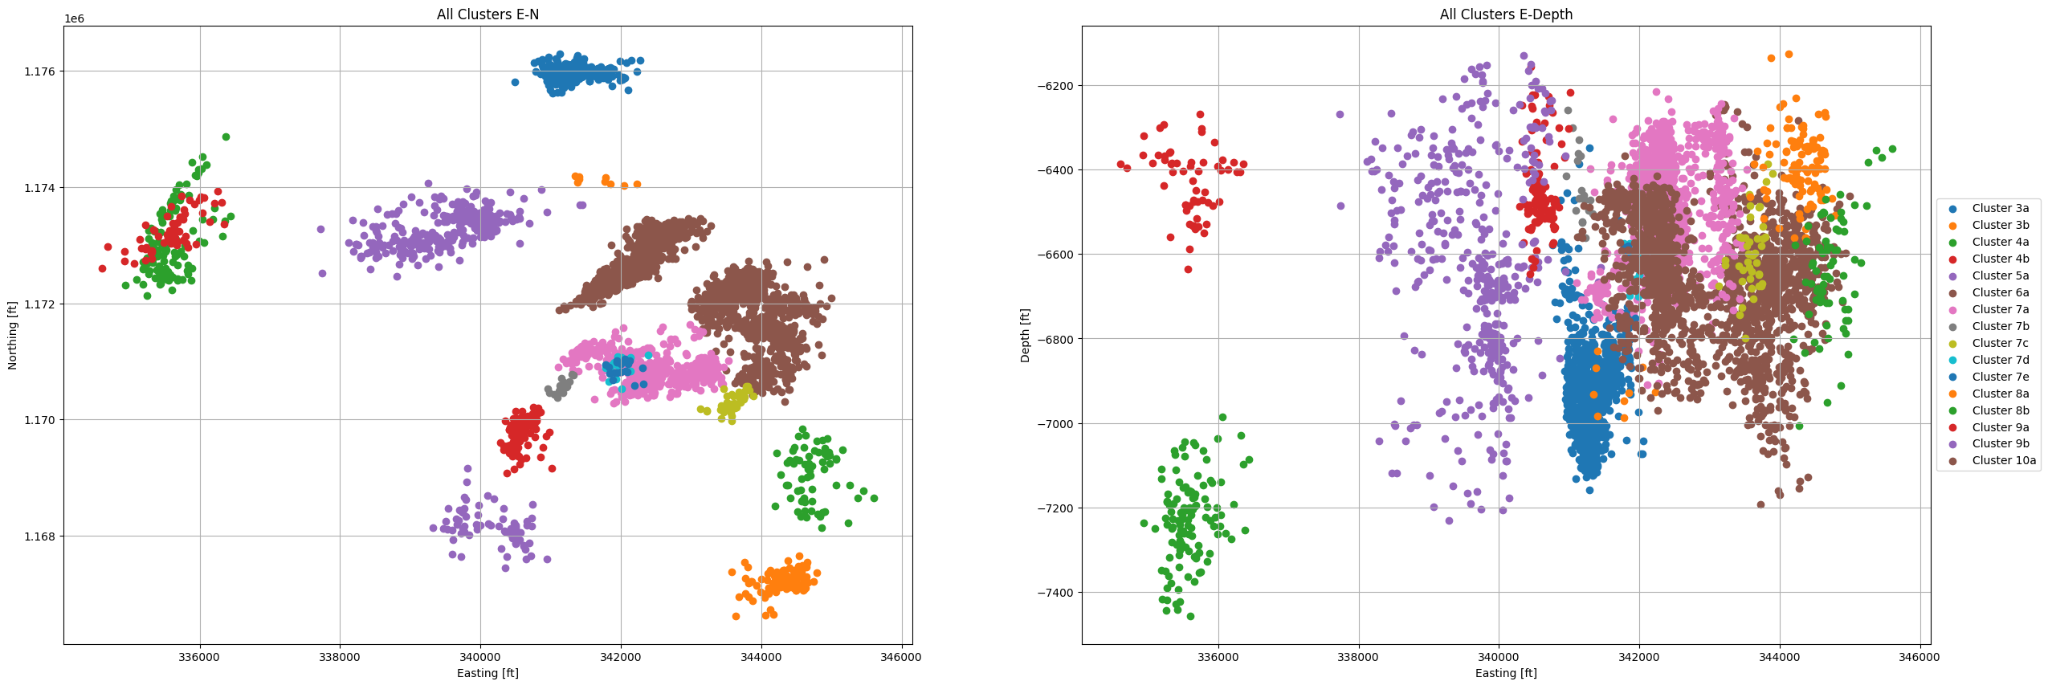 All Clusters E-N
1e6
1.176
1.174
1.172
1.170
1.168
Northing [ft]
336000 338000 340000 342000 344000 346000
Easting [ft]
All Clusters E-Depth
−6200
−6400
−6600
−6800
−7000
−7200
−7400
Depth [ft]
336000 338000 340000 342000 344000 346000
Easting [ft]
Cluster 3a
Cluster 3b
Cluster 4a
Cluster 4b
Cluster 5a
Cluster 6a
Cluster 7a
Cluster 7b
Cluster 7c
Cluster 7d
Cluster 7e
Cluster 8a
Cluster 8b
Cluster 9a
Cluster 9b
Cluster 10a